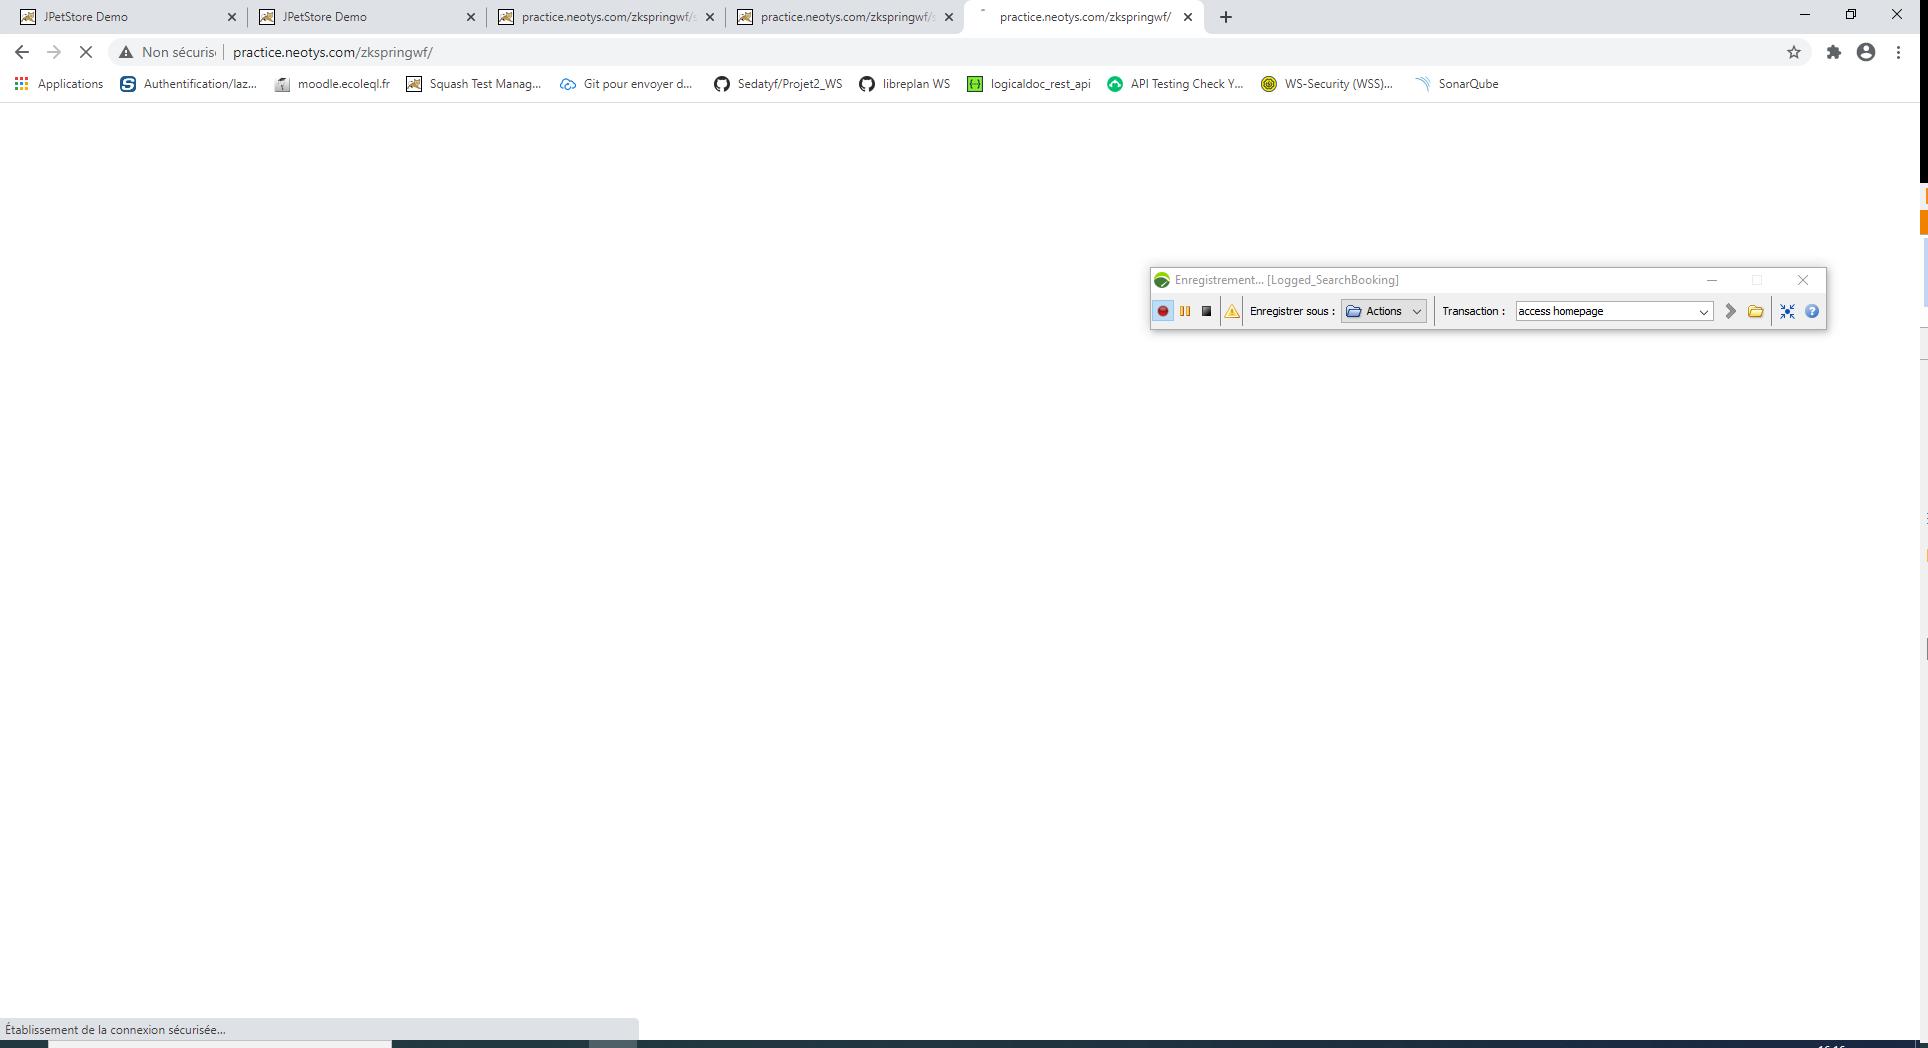 JPetStore Demo
JPetStore Demo
practice.neotys.com/zkspringwf/s
practice.neotys.com/zkspringwf/s
practice.neotys.com/zkspringwf/
Non sécuris
practice.neotys.com/zkspringwf/
Applications
Authentification/laz...
moodle.ecoleql.fr
Squash Test Manag...
Git pour envoyer d...
Sedatyf/Projet2_WS
libreplan WS
logicaldoc_rest_api
API Testing Check Y...
WS-Security (WSS)...
SonarQube
Enregistrement... [Logged_SearchBooking]
Enregistrer sous :
Actions
Transaction :
access homepage
Établissement de la connexion sécurisée...